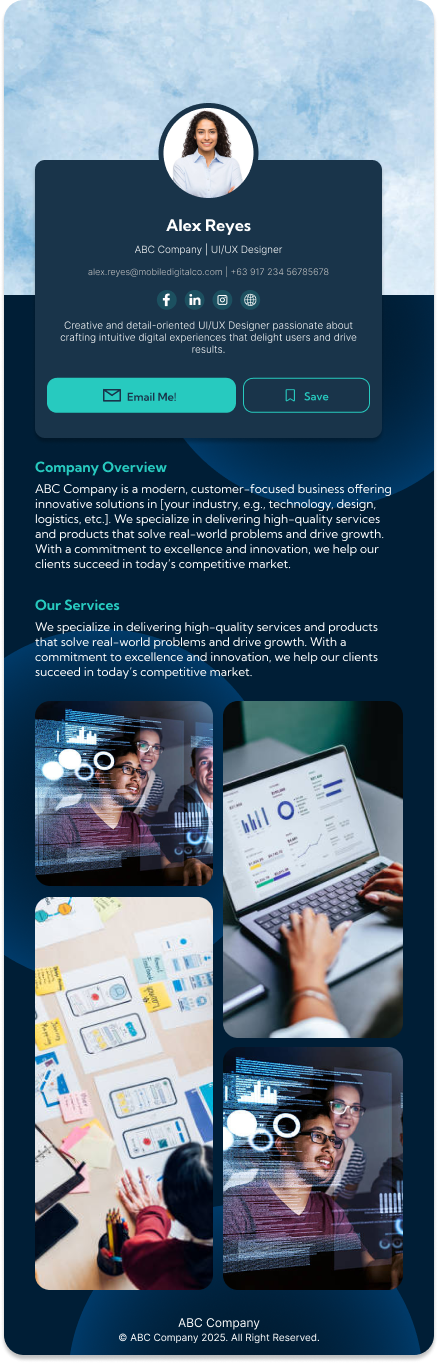 Alex Reyes
ABC Company | UI/UX Designer
alex.reyes@mobiledigitalco.com | +63 917 234 56785678
Creative and detail-oriented UI/UX Designer passionate about
crafting intuitive digital experiences that delight users and drive
results.
Email Me!
Save
Company Overview
ABC Company is a modern, customer-focused business offering
innovative solutions in [your industry, e.g., technology, design,
logistics, etc.]. We specialize in delivering high-quality services
and products that solve real-world problems and drive growth.
With a commitment to excellence and innovation, we help our
clients succeed in today's competitive market.
Our Services
We specialize in delivering high-quality services and products
that solve real-world problems and drive growth. With a
commitment to excellence and innovation, we help our clients
succeed in today's competitive market.
ABC Company
© ABC Company 2025. All Right Reserved.